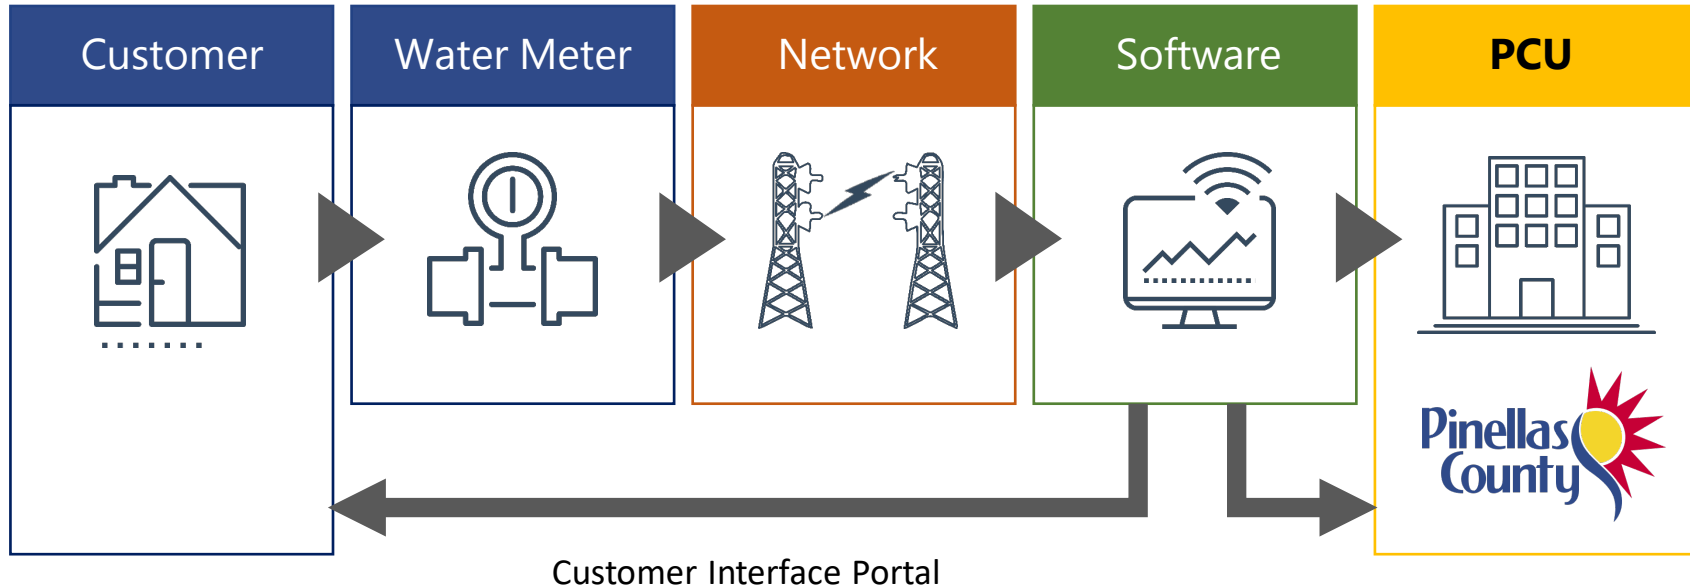 Customer
Water Meter
Network
Software
PCU
Pinellas
County
Customer Interface Portal